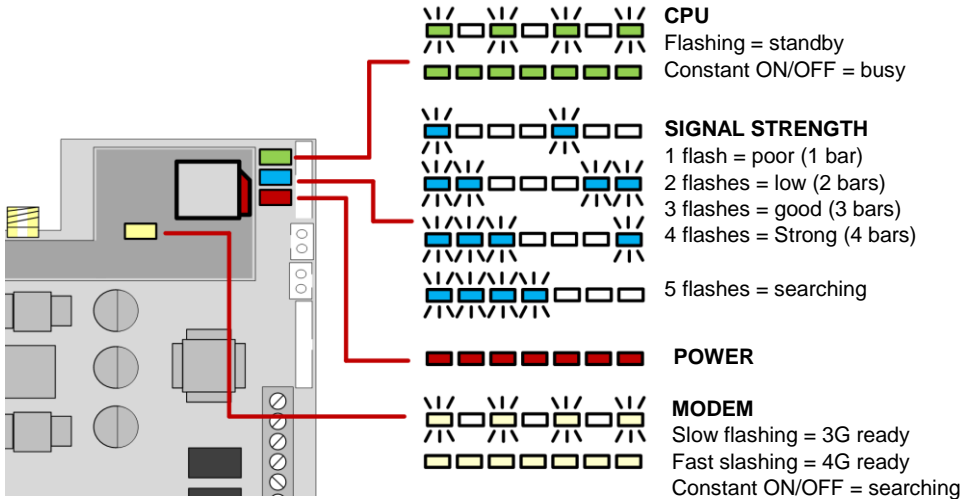 CPU
Flashing = standby
Constant ON/OFF = busy
SIGNAL STRENGTH
1 flash = poor (1 bar)
2 flashes = low (2 bars)
3 flashes = good (3 bars)
4 flashes = Strong (4 bars)
5 flashes = searching
POWER
MODEM
Slow flashing = 3G ready
Fast slashing = 4G ready
Constant ON/OFF = searching